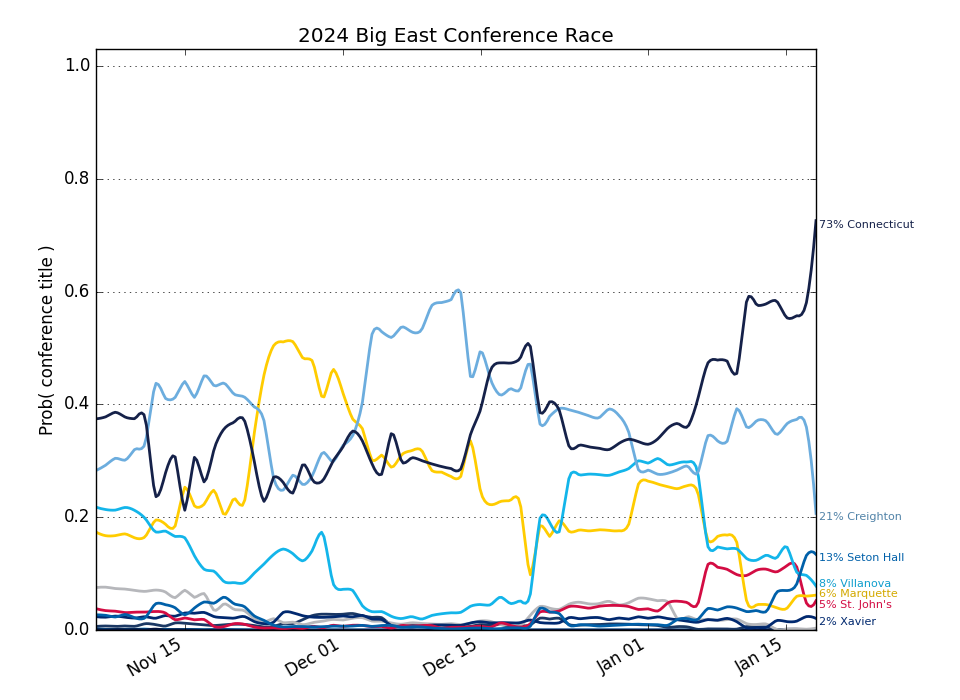 2024 Big East Conference Race
Prob( conference title )
1.0
0.8
0.6
0.4
0.2
0.0
Nov 15
Dec 01
Dec 15
Jan 01
Jan 15
73% Connecticut
21% Creighton
13% Seton Hall
8% Villanova
6% Marquette
5% St. John's
2% Xavier